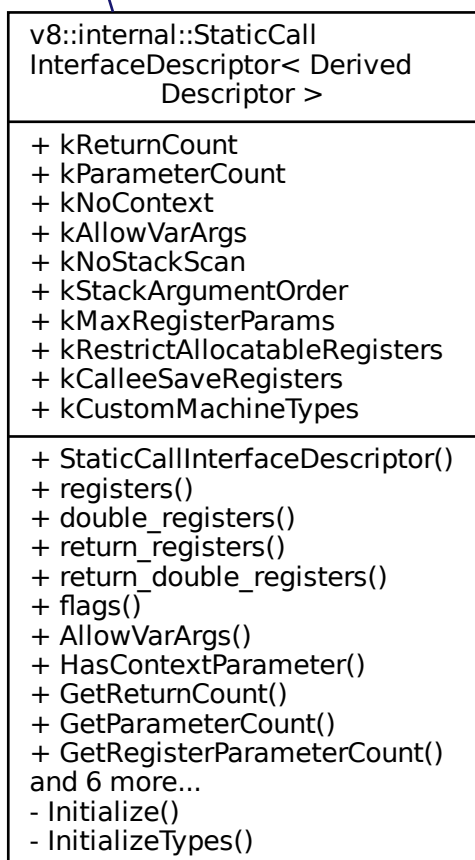 v8::internal::StaticCall
InterfaceDescriptor< Derived
Descriptor >
+ kReturnCount
+ kParameterCount
+ kNoContext
+ kAllowVarArgs
+ kNoStackScan
+ kStackArgumentOrder
+ kMaxRegisterParams
+ kRestrictAllocatableRegisters
+ kCalleeSaveRegisters
+ kCustomMachineTypes
+ StaticCallInterfaceDescriptor()
+ registers()
+ double_registers()
+ return_registers()
+ return_double_registers()
+ flags()
+ AllowVarArgs()
+ HasContextParameter()
+ GetReturnCount()
+ GetParameterCount()
+ GetRegisterParameterCount()
and 6 more...
- Initialize()
- InitializeTypes()